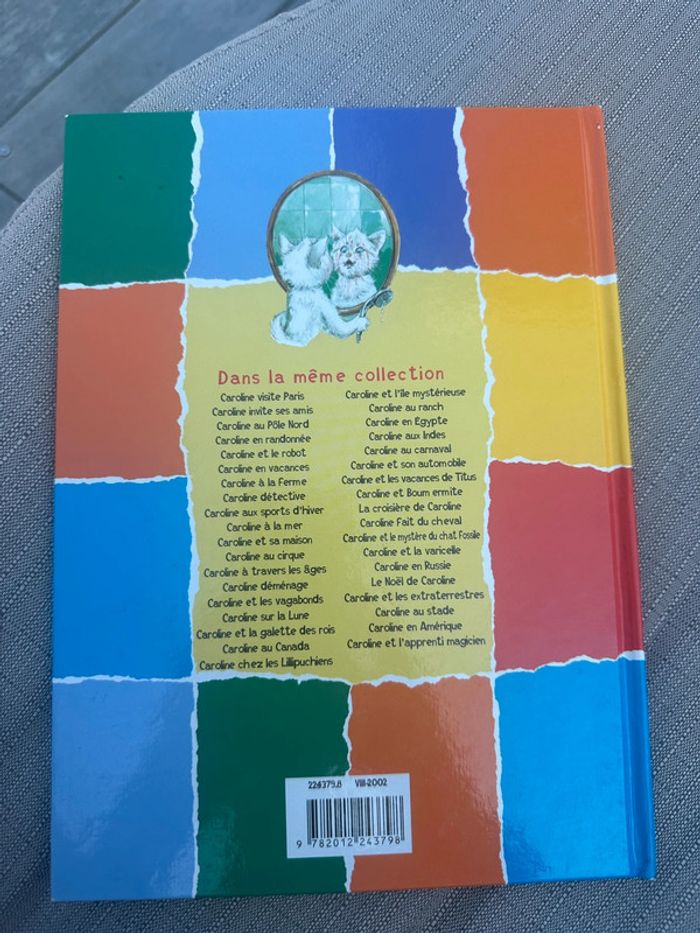 Dans la même collection
Caroline visite Paris
Caroline invite ses amis
Caroline au Pôle Nord
Caroline en randonnée
Caroline et le robot
Caroline en vacances
Caroline à la ferme
Caroline détective
Caroline aux sports d'hiver
Caroline à la mer
Caroline et sa maison
Caroline au cirque
Caroline à travers les âges
Caroline déménage
Caroline et les vagabonds
Caroline sur la Lune
Caroline et la galette des rois
Caroline au Canada
Caroline chez les Lilipuchiens
Caroline et l'île mystérieuse
Caroline au ranch
Caroline en Egypte
Caroline aux Indes
Caroline au carnaval
Caroline et son automobile
Caroline et les vacances de Titus
Caroline et Boum ermite
La croisière de Caroline
Caroline fait du cheval
Caroline et le mystère du chat fossile
Caroline et la varicelle
Caroline en Russie
Le Noël de Caroline
Caroline et les extraterrestres
Caroline au stade
Caroline en Amérique
Caroline et l'apprenti magicien
224379.8 VIII-2002
9 782012 243798